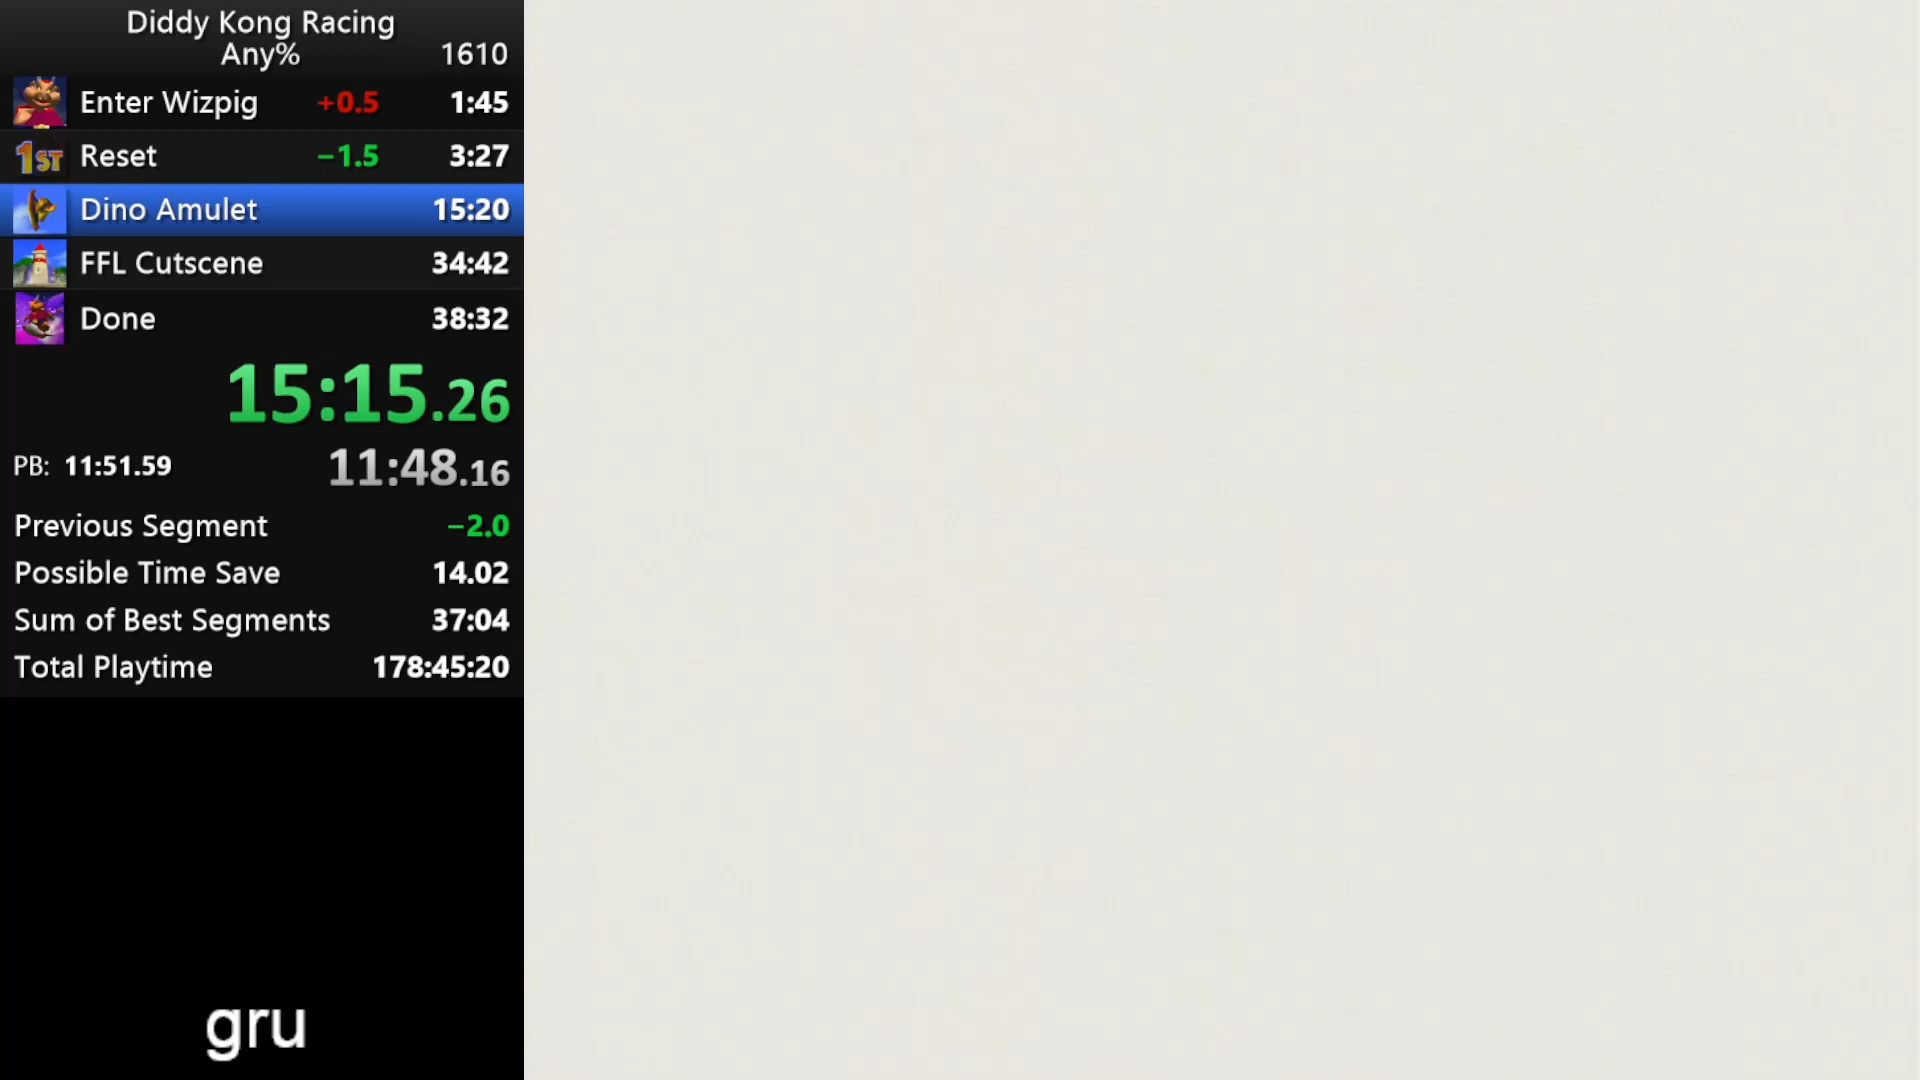 Diddy Kong Racing
Any% 1610
Enter Wizpig +0.5 1:45
1ST Reset −1.5 3:27
Dino Amulet 15:20
FFL Cutscene 34:42
Done 38:32
15:15.26
PB: 11:51.59 11:48.16
Previous Segment −2.0
Possible Time Save 14.02
Sum of Best Segments 37:04
Total Playtime 178:45:20
gru